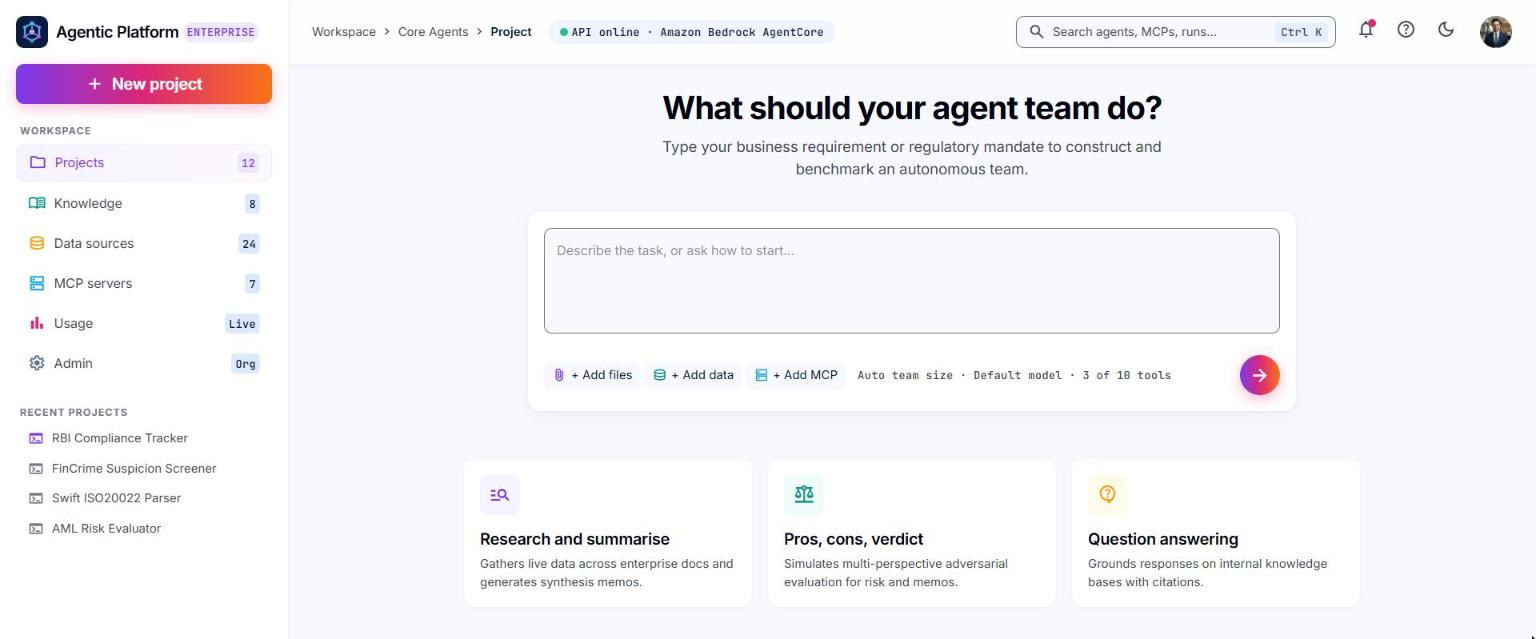 Agentic Platform ENTERPRISE
+ New project
WORKSPACE
Projects 12
Knowledge 8
Data sources 24
MCP servers 7
Usage Live
Admin Org
RECENT PROJECTS
RBI Compliance Tracker
FinCrime Suspicion Screener
Swift ISO20022 Parser
AML Risk Evaluator
Workspace > Core Agents > Project
API online · Amazon Bedrock AgentCore
Search agents, MCPs, runs... Ctrl K
What should your agent team do?
Type your business requirement or regulatory mandate to construct and
benchmark an autonomous team.
Describe the task, or ask how to start...
+ Add files + Add data + Add MCP Auto team size · Default model · 3 of 10 tools
Research and summarise
Gathers live data across enterprise docs and
generates synthesis memos.
Pros, cons, verdict
Simulates multi-perspective adversarial
evaluation for risk and memos.
Question answering
Grounds responses on internal knowledge
bases with citations.